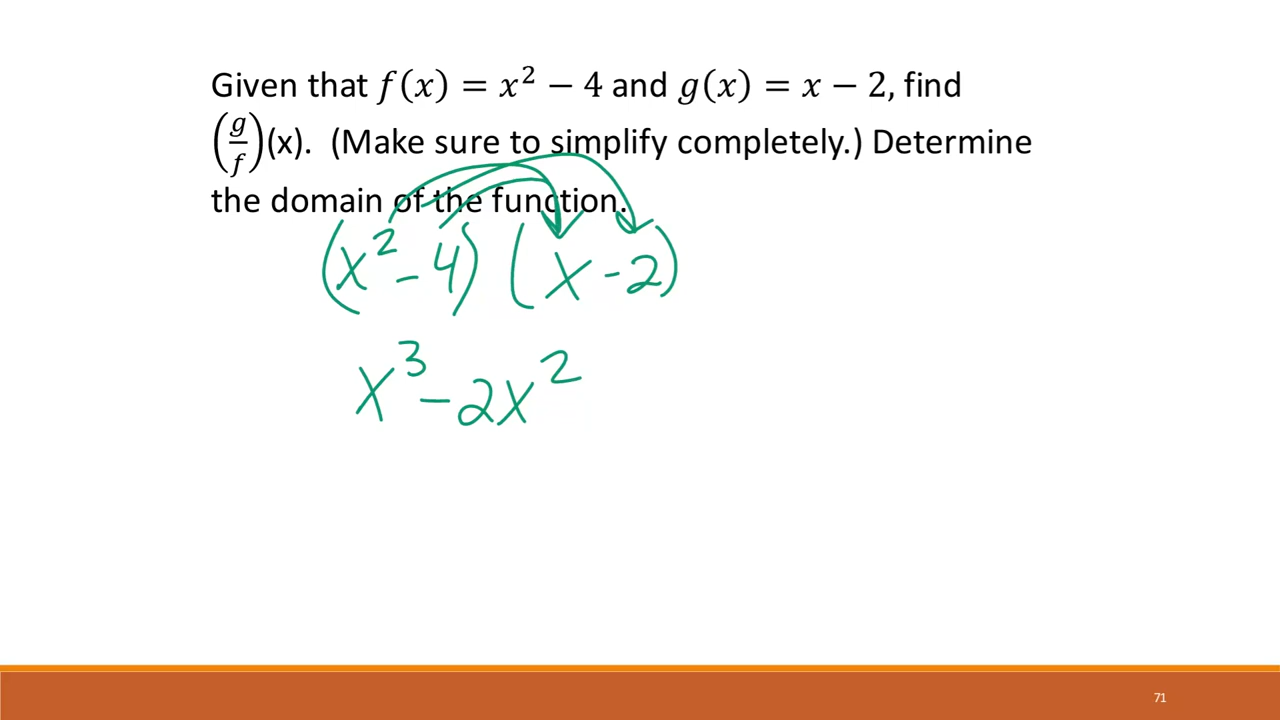 Given that 𝑓(𝑥) = 𝑥² − 4 and 𝑔(𝑥) = 𝑥 − 2, find
(𝑔/𝑓)(x). (Make sure to simplify completely.) Determine
the domain of the function.
(x² - 4) (x - 2)
x³ - 2x²
71